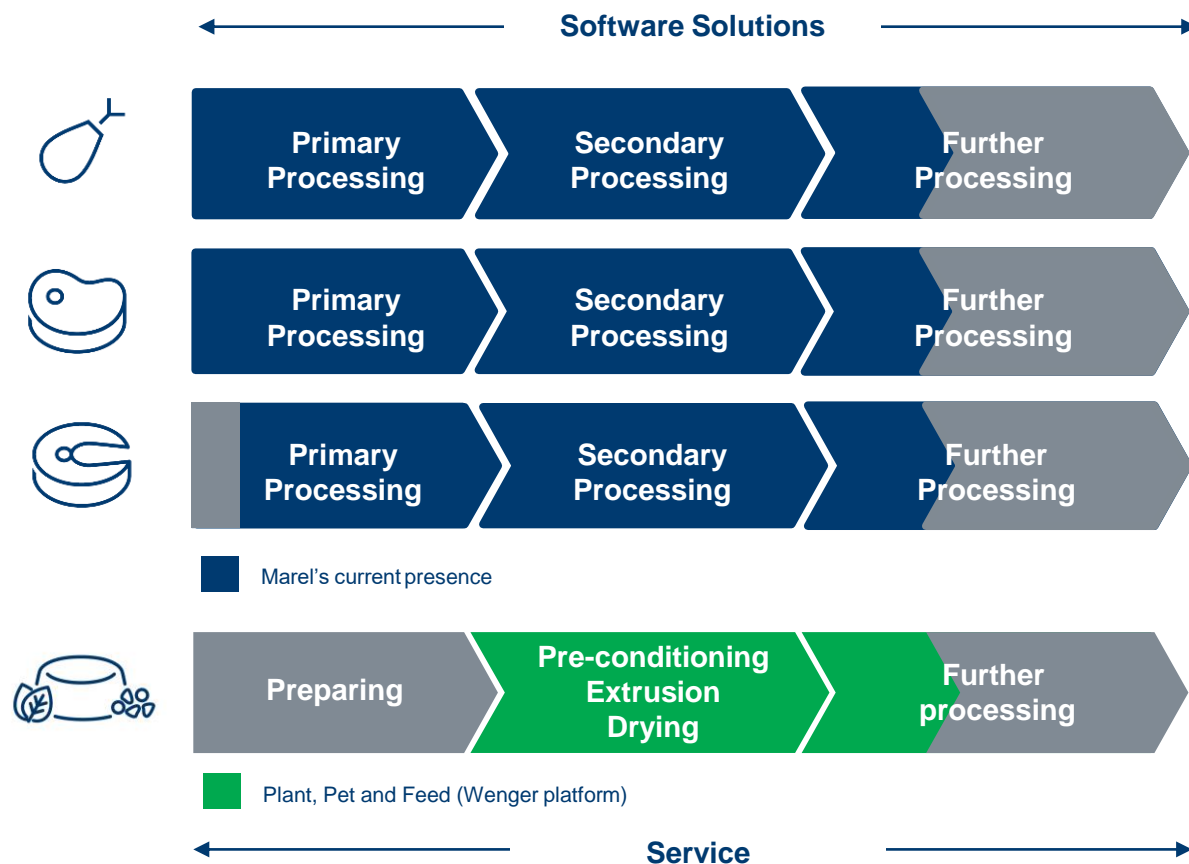 Software Solutions
Primary
Processing
Secondary
Processing
Further
Processing
Primary
Processing
Secondary
Processing
Further
Processing
Primary
Processing
Secondary
Processing
Further
Processing
Marel's current presence
Preparing
Pre-conditioning
Extrusion
Drying
Further
processing
Plant, Pet and Feed (Wenger platform)
Service